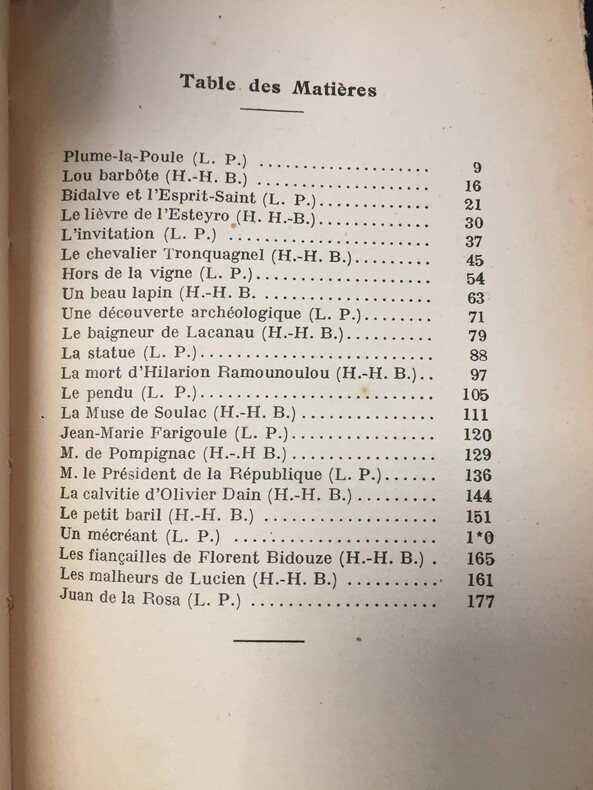 Table des Matières
Plume-la-Poule (L. P.) .................... 9
Lou barbôte (H.-H. B.) .................... 16
Bidalve et l'Esprit-Saint (L. P.)............. 21
Le lièvre de l'Esteyro (H. H.-B.)............. 30
L'invitation (L. P.) ....................... 37
Le chevalier Tronquagnel (H.-H. B.)......... 45
Hors de la vigne (L. P.).................... 54
Un beau lapin (H.-H. B. ................... 63
Une découverte archéologique (L. P.)........ 71
Le baigneur de Lacanau (H.-H. B.).......... 79
La statue (L. P.).......................... 88
La mort d'Hilarion Ramounoulou (H.-H. B.).. 97
Le pendu (L. P.).......................... 105
La Muse de Soulac (H.-H. B.) ............... 111
Jean-Marie Farigoule (L. P.)................ 120
M. de Pompignac (H.-.H B.)................ 129
M. le Président de la République (L. P.)...... 136
La calvitie d'Olivier Dain (H.-H. B.) ......... 144
Le petit baril (H.-H. B.) ................... 151
Un mécréant (L. P.) ....................... 1*0
Les fiançailles de Florent Bidouze (H.-H. B.) . 165
Les malheurs de Lucien (H.-H. B.) .......... 161
Juan de la Rosa (L. P.) .................... 177